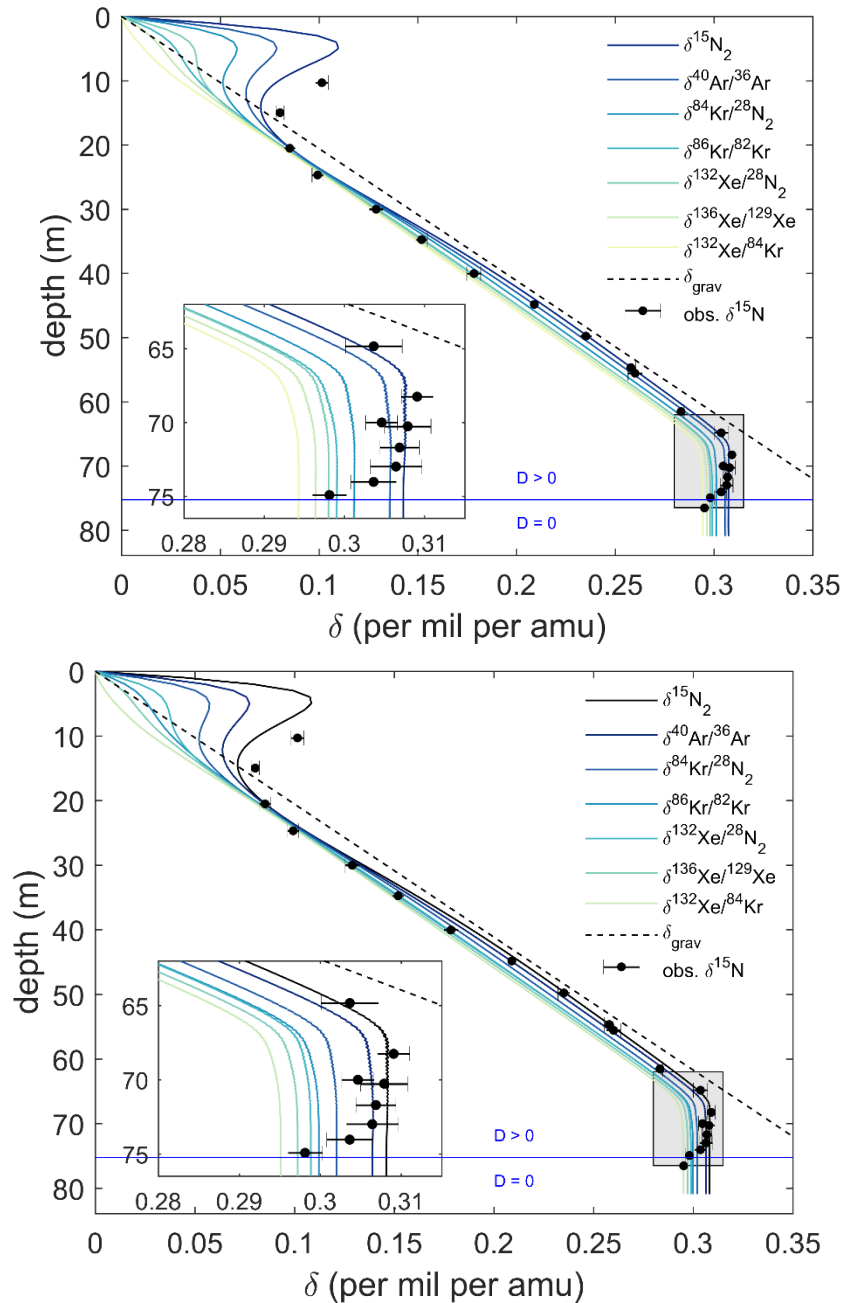 0
10
20
30
40
50
60
70
80
depth (m)
δ¹⁵N₂
δ⁴⁰Ar/³⁶Ar
δ⁸⁴Kr/²⁸N₂
δ⁸⁶Kr/⁸²Kr
δ¹³²Xe/²⁸N₂
δ¹³⁶Xe/¹²⁹Xe
δ¹³²Xe/⁸⁴Kr
δgrav
obs. δ¹⁵N
65
70
75
0.28 0.29 0.3 0.31
D > 0
D = 0
0 0.05 0.1 0.15 0.2 0.25 0.3 0.35
δ (per mil per amu)
0
10
20
30
40
50
60
70
80
depth (m)
δ¹⁵N₂
δ⁴⁰Ar/³⁶Ar
δ⁸⁴Kr/²⁸N₂
δ⁸⁶Kr/⁸²Kr
δ¹³²Xe/²⁸N₂
δ¹³⁶Xe/¹²⁹Xe
δ¹³²Xe/⁸⁴Kr
δgrav
obs. δ¹⁵N
65
70
75
0.28 0.29 0.3 0.31
D > 0
D = 0
0 0.05 0.1 0.15 0.2 0.25 0.3 0.35
δ (per mil per amu)